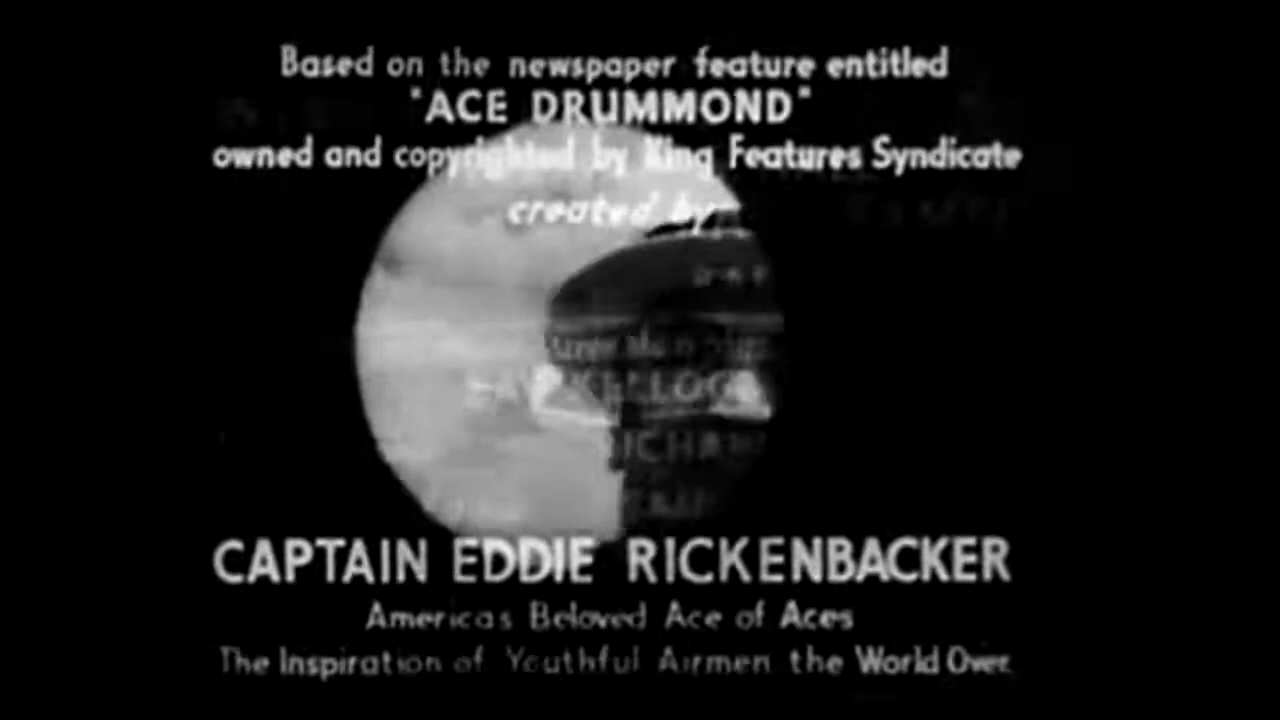 Based on the newspaper feature entitled
"ACE DRUMMOND"
owned and copyrighted by King Features Syndicate
created by
CAPTAIN EDDIE RICKENBACKER
Americas Beloved Ace of Aces
The Inspiration of Youthful Airmen the World Over